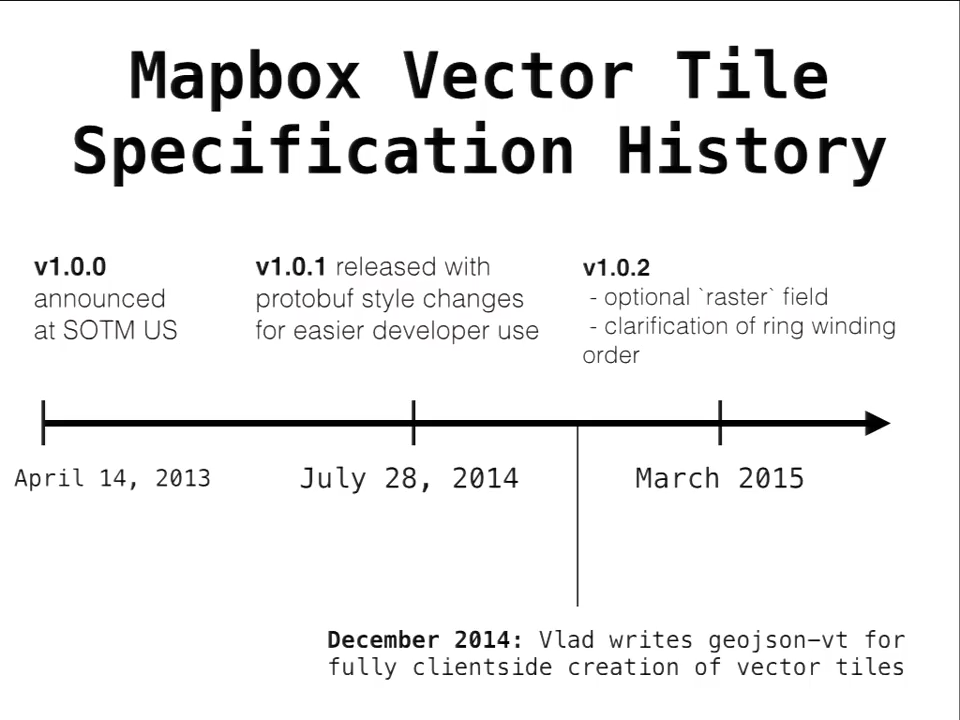 Mapbox Vector Tile
Specification History
v1.0.0
announced
at SOTM US
v1.0.1 released with
protobuf style changes
for easier developer use
v1.0.2
- optional `raster` field
- clarification of ring winding
order
April 14, 2013
July 28, 2014
March 2015
December 2014: Vlad writes geojson-vt for
fully clientside creation of vector tiles